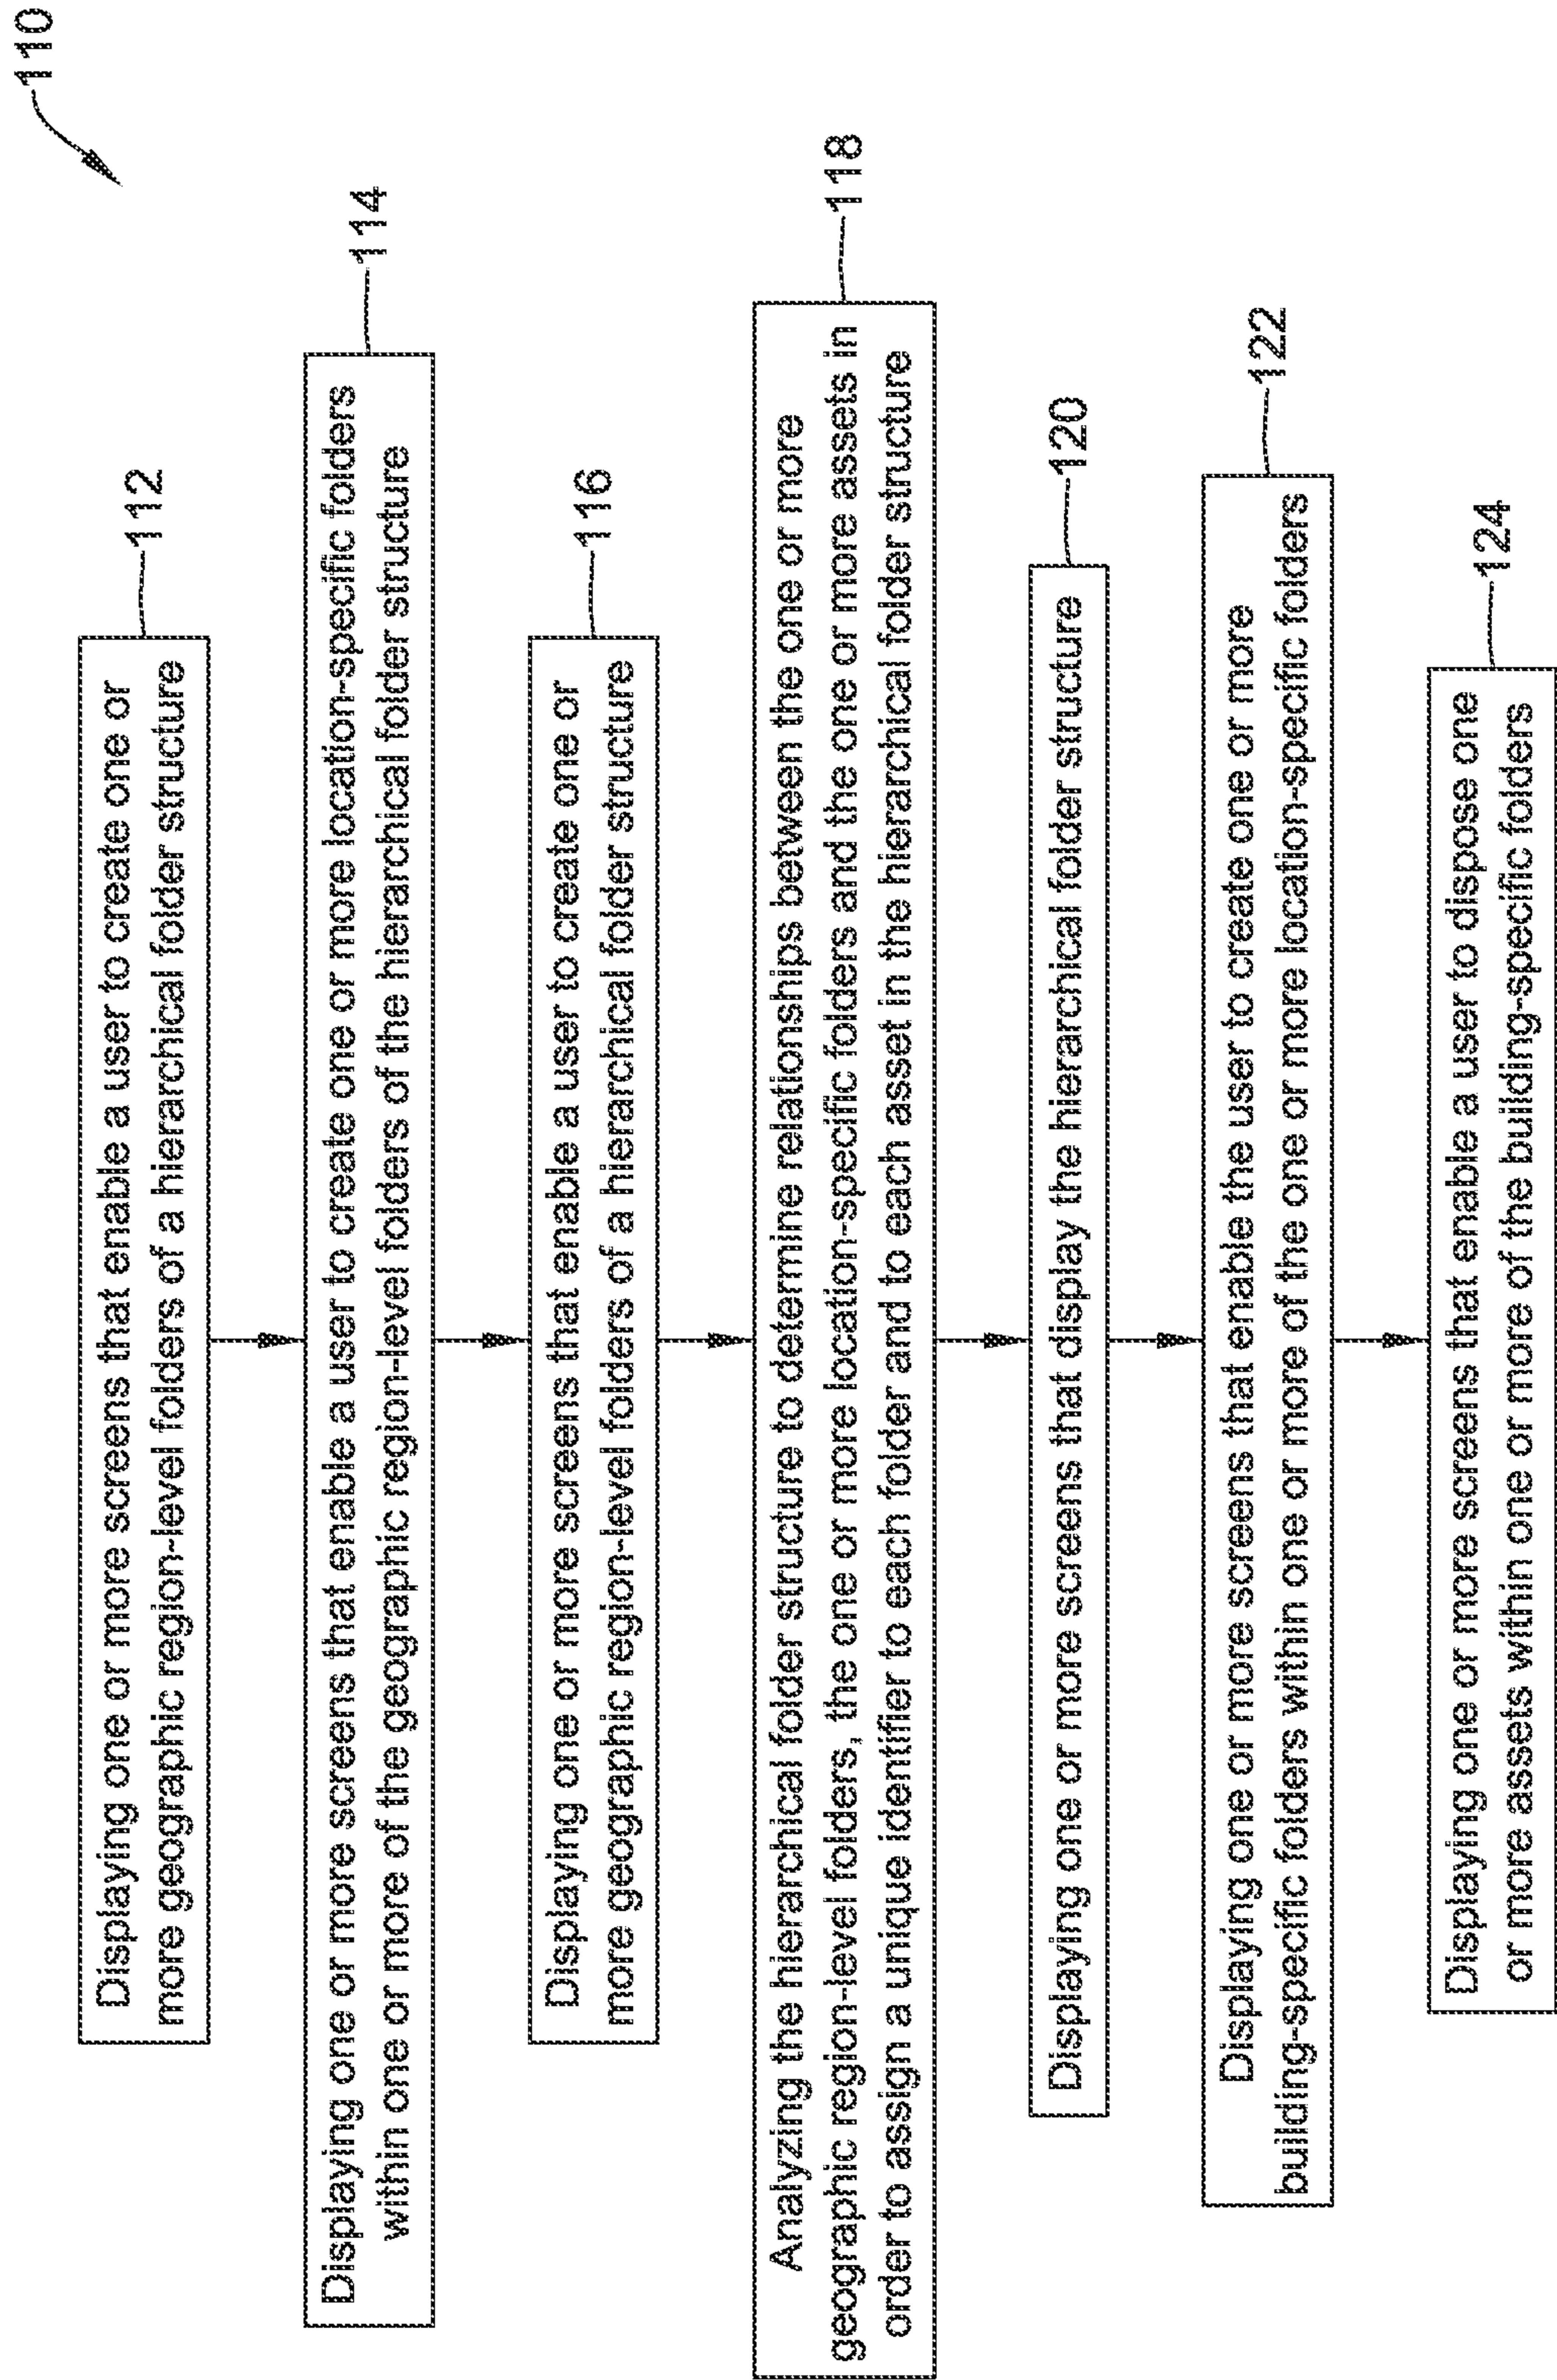 110
Displaying one or more screens that enable a user to create one or
more geographic region-level folders of a hierarchical folder structure
112
Displaying one or more screens that enable a user to create one or more location-specific folders
within one or more of the geographic region-level folders of the hierarchical folder structure
114
Displaying one or more screens that enable a user to create one or
more geographic region-level folders of a hierarchical folder structure
116
Analyzing the hierarchical folder structure to determine relationships between the one or more
geographic region-level folders, the one or more location-specific folders and the one or more assets in
order to assign a unique identifier to each folder and to each asset in the hierarchical folder structure
118
Displaying one or more screens that display the hierarchical folder structure
120
Displaying one or more screens that enable the user to create one or more
building-specific folders within one or more of the one or more location-specific folders
122
Displaying one or more screens that enable a user to dispose one
or more assets within one or more of the building-specific folders
124